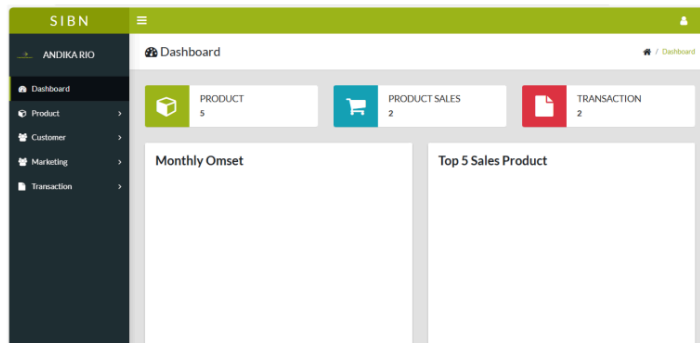 SIBN
ANDIKA RIO
Dashboard
Product
Customer
Marketing
Transaction
Dashboard
/ Dashboard
PRODUCT
5
PRODUCT SALES
2
TRANSACTION
2
Monthly Omset
Top 5 Sales Product